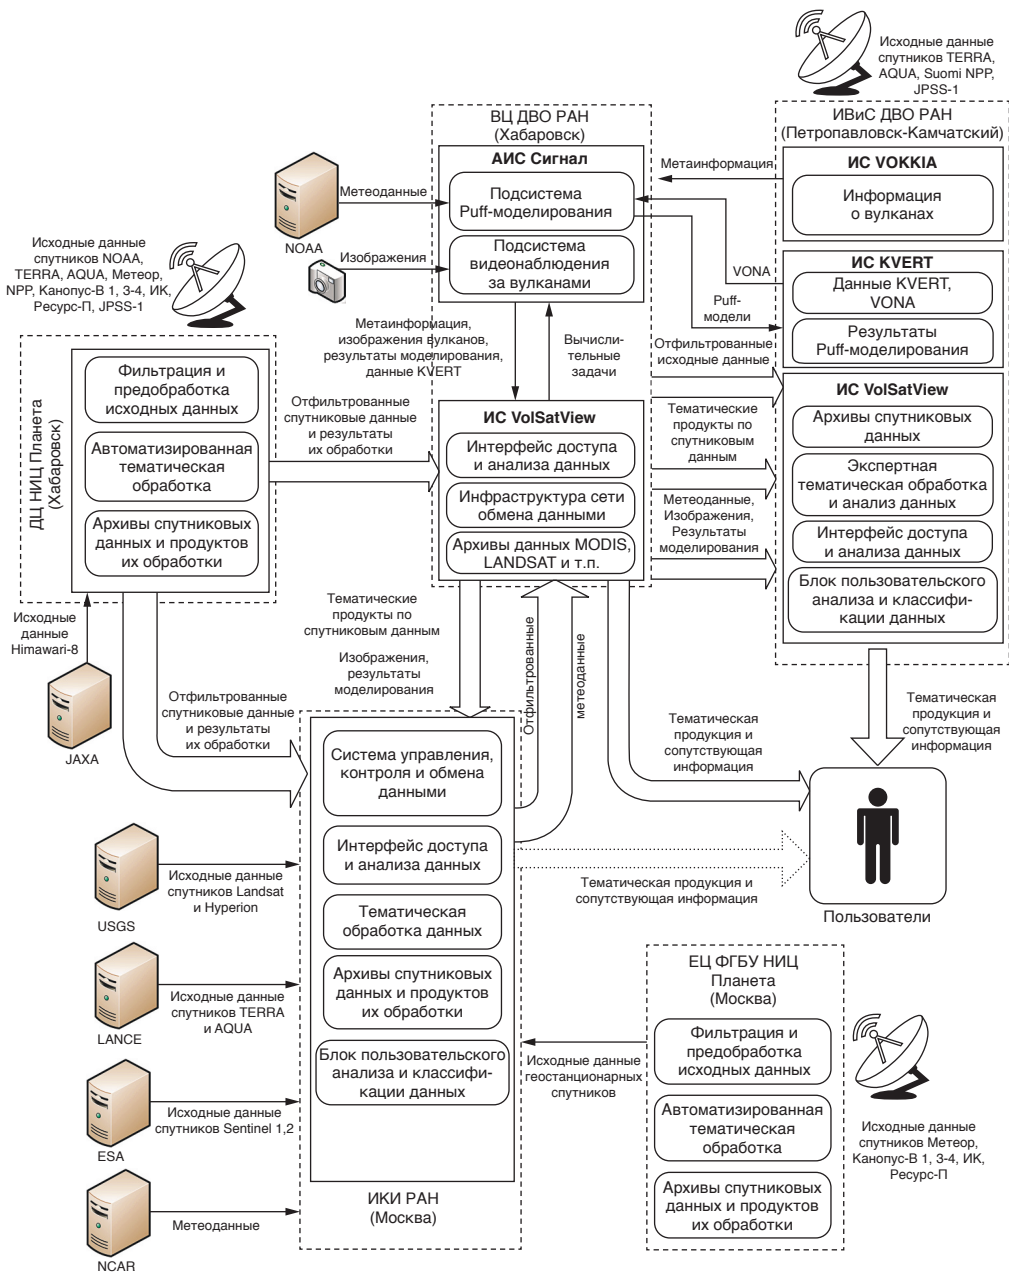 Исходные данные
спутников TERRA,
AQUA, Suomi NPP,
JPSS-1
ВЦ ДВО РАН
(Хабаровск)
АИС Сигнал
Подсистема
Puff-моделирования
Подсистема
видеонаблюдения
за вулканами
ИВиС ДВО РАН
(Петропавловск-Камчатский)
ИС VOKKIA
Информация
о вулканах
ИС KVERT
Данные KVERT,
VONA
Результаты
Puff-моделирования
Метаинформация
VONA
Puff-
модели
Метеоданные
NOAA
Изображения
Исходные данные
спутников NOAA,
TERRA, AQUA, Метеор,
NPP, Канопус-В 1, 3-4, ИК,
Ресурс-П, JPSS-1
Метаинформация,
изображения вулканов,
результаты моделирования,
данные KVERT
Вычисли-
тельные
задачи
Отфильтрованные
исходные данные
ДЦ НИЦ Планета
(Хабаровск)
Фильтрация и
предобработка
исходных данных
Автоматизированная
тематическая
обработка
Архивы спутниковых
данных и продуктов
их обработки
Отфильтрованные
спутниковые данные
и результаты
их обработки
ИС VolSatView
Интерфейс доступа
и анализа данных
Инфраструктура сети
обмена данными
Архивы данных MODIS,
LANDSAT и т.п.
Тематические
продукты по
спутниковым
данным
Метеоданные,
Изображения,
Результаты
моделирования
ИС VolSatView
Архивы спутниковых
данных
Экспертная
тематическая обработка
и анализ данных
Интерфейс доступа
и анализа данных
Блок пользовательского
анализа и классифи-
кации данных
Исходные
данные
Himawari-8
JAXA
Тематические
продукты по
спутниковым данным
Изображения,
результаты
моделирования
Отфильтрованные
метеоданные
Отфильтрованные
спутниковые данные
и результаты
их обработки
Тематическая
продукция и
сопутствующая
информация
Тематическая
продукция и
сопутствующая
информация
Система управления,
контроля и обмена
данными
Интерфейс доступа
и анализа данных
Тематическая
обработка данных
Архивы спутниковых
данных и продуктов
их обработки
Блок пользовательского
анализа и классифи-
кации данных
ИКИ РАН
(Москва)
Тематическая продукция и
сопутствующая информация
Пользователи
Исходные данные
спутников Landsat
и Hyperion
USGS
Исходные данные
спутников TERRA
и AQUA
LANCE
Исходные данные
спутников Sentinel 1,2
ESA
Метеоданные
NCAR
Исходные данные
геостанционарных
спутников
ЕЦ ФГБУ НИЦ
Планета
(Москва)
Фильтрация и
предобработка
исходных данных
Автоматизированная
тематическая
обработка
Архивы спутниковых
данных и продуктов
их обработки
Исходные данные
спутников Метеор,
Канопус-В 1, 3-4, ИК,
Ресурс-П